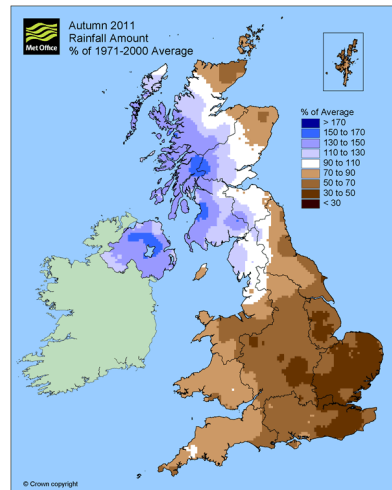 Met Office
Autumn 2011
Rainfall Amount
% of 1971-2000 Average
% of Average
> 170
150 to 170
130 to 150
110 to 130
90 to 110
70 to 90
50 to 70
30 to 50
< 30
© Crown copyright